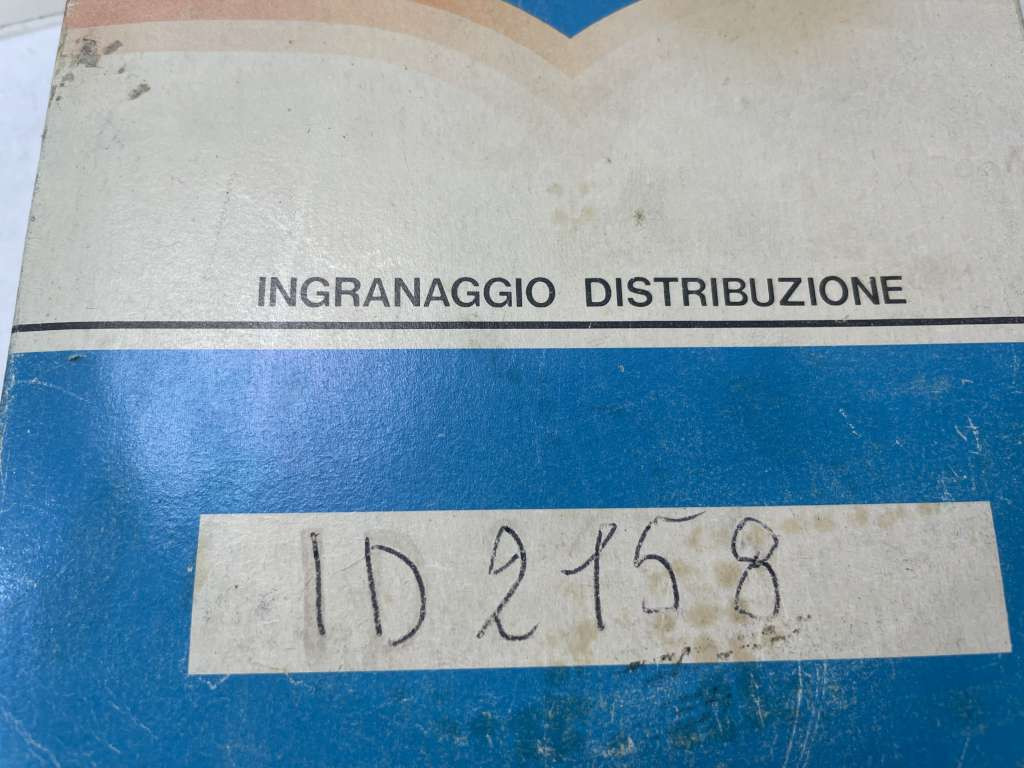 INGRANAGGIO DISTRIBUZIONE
ID 2158